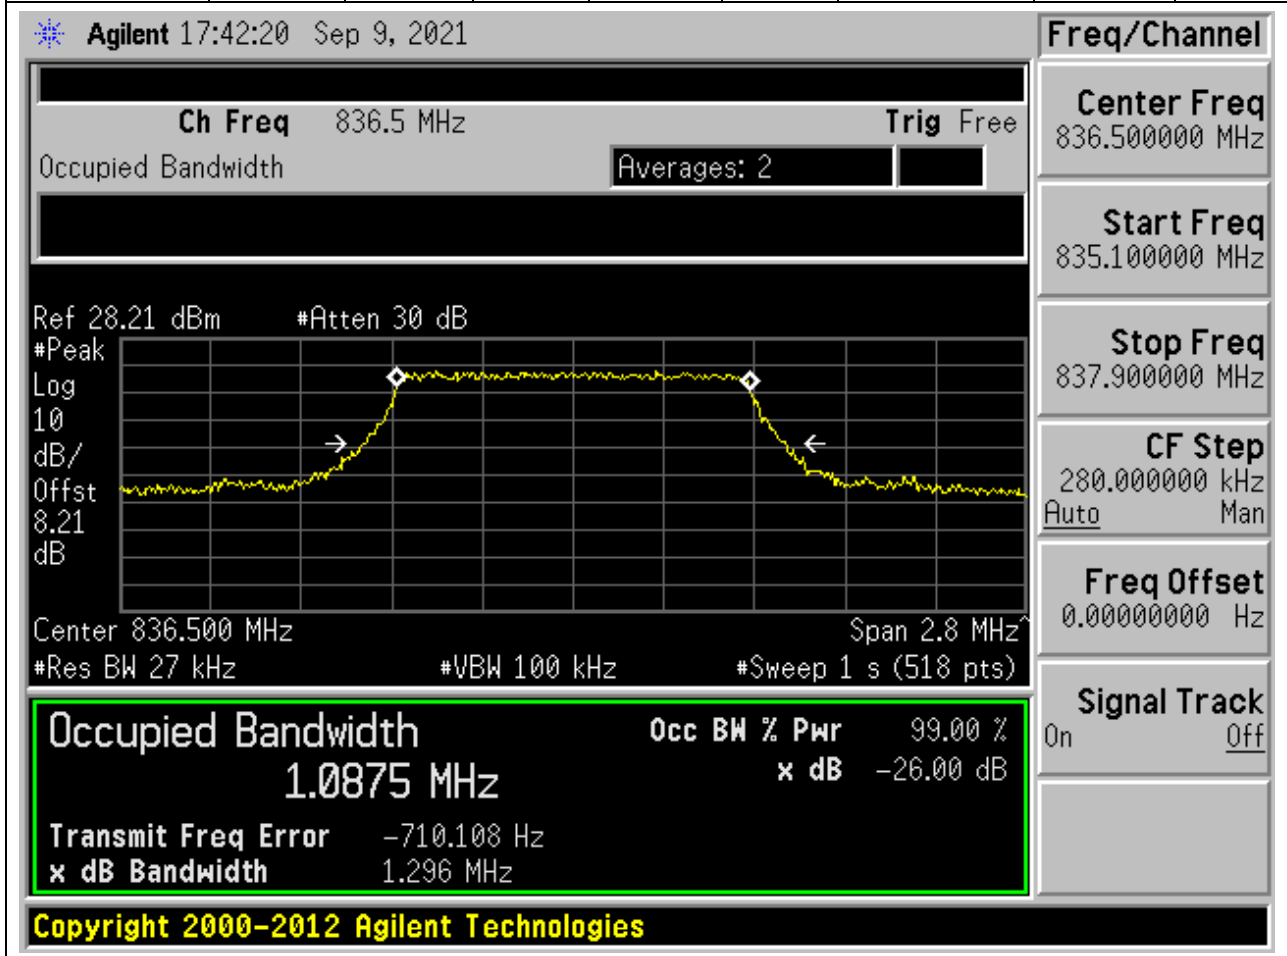 Agilent 17:42:20 Sep 9, 2021
Freq/Channel
Ch Freq 836.5 MHz Trig Free
Occupied Bandwidth Averages: 2
Center Freq
836.500000 MHz
Start Freq
835.100000 MHz
Stop Freq
837.900000 MHz
CF Step
280.000000 kHz
Auto Man
Freq Offset
0.00000000 Hz
Signal Track
On Off
Ref 28.21 dBm #Atten 30 dB
#Peak
Log
10
dB/
Offst
8.21
dB
Center 836.500 MHz Span 2.8 MHz^
#Res BW 27 kHz #VBW 100 kHz #Sweep 1 s (518 pts)
Occupied Bandwidth Occ BW % Pwr 99.00 %
1.0875 MHz x dB -26.00 dB
Transmit Freq Error -710.108 Hz
x dB Bandwidth 1.296 MHz
Copyright 2000-2012 Agilent Technologies